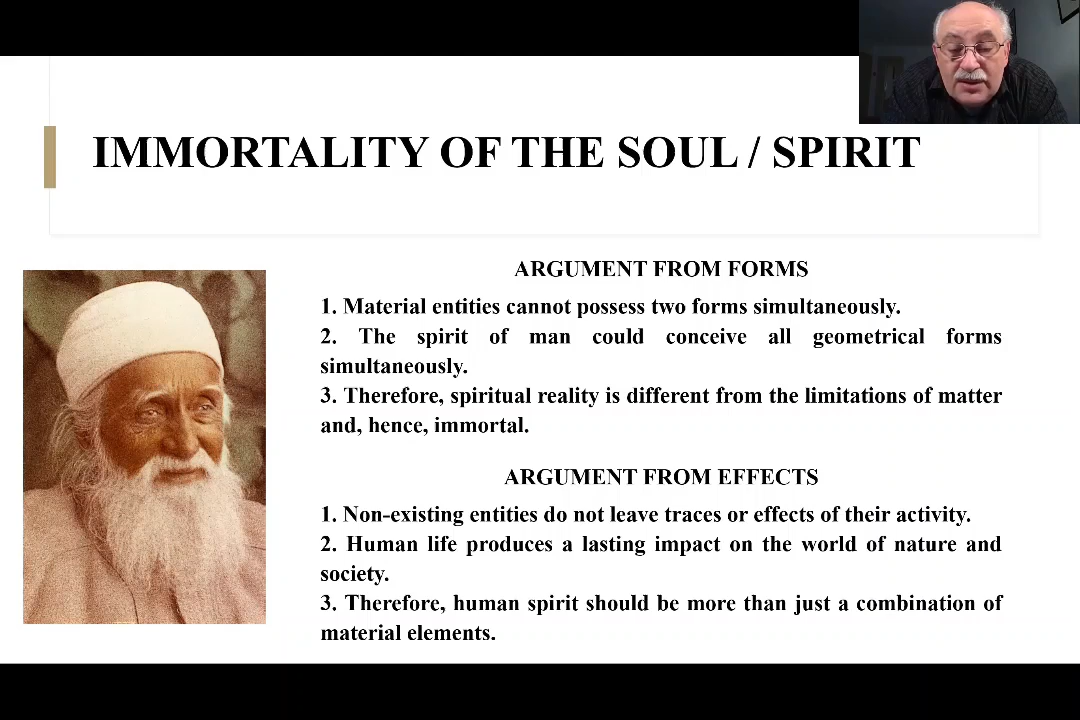 IMMORTALITY OF THE SOUL / SPIRIT
ARGUMENT FROM FORMS
1. Material entities cannot possess two forms simultaneously.
2. The spirit of man could conceive all geometrical forms
simultaneously.
3. Therefore, spiritual reality is different from the limitations of matter
and, hence, immortal.
ARGUMENT FROM EFFECTS
1. Non-existing entities do not leave traces or effects of their activity.
2. Human life produces a lasting impact on the world of nature and
society.
3. Therefore, human spirit should be more than just a combination of
material elements.